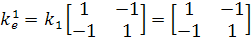 k_e^1 = k_1 [1 -1; -1 1] = [1 -1; -1 1]